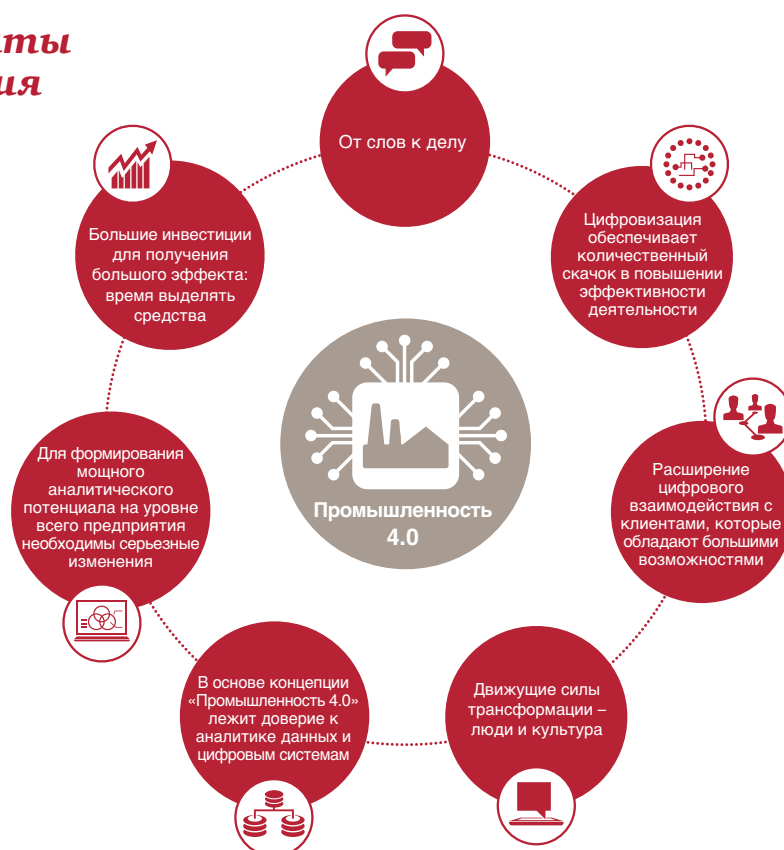 От слов к делу
Цифровизация
обеспечивает
количественный
скачок в повышении
эффективности
деятельности
Расширение
цифрового
взаимодействия с
клиентами, которые
обладают большими
возможностями
Движущие силы
трансформации –
люди и культура
В основе концепции
«Промышленность 4.0»
лежит доверие к
аналитике данных и
цифровым системам
Для формирования
мощного
аналитического
потенциала на уровне
всего предприятия
необходимы серьезные
изменения
Большие инвестиции
для получения
большого эффекта:
время выделять
средства
Промышленность
4.0